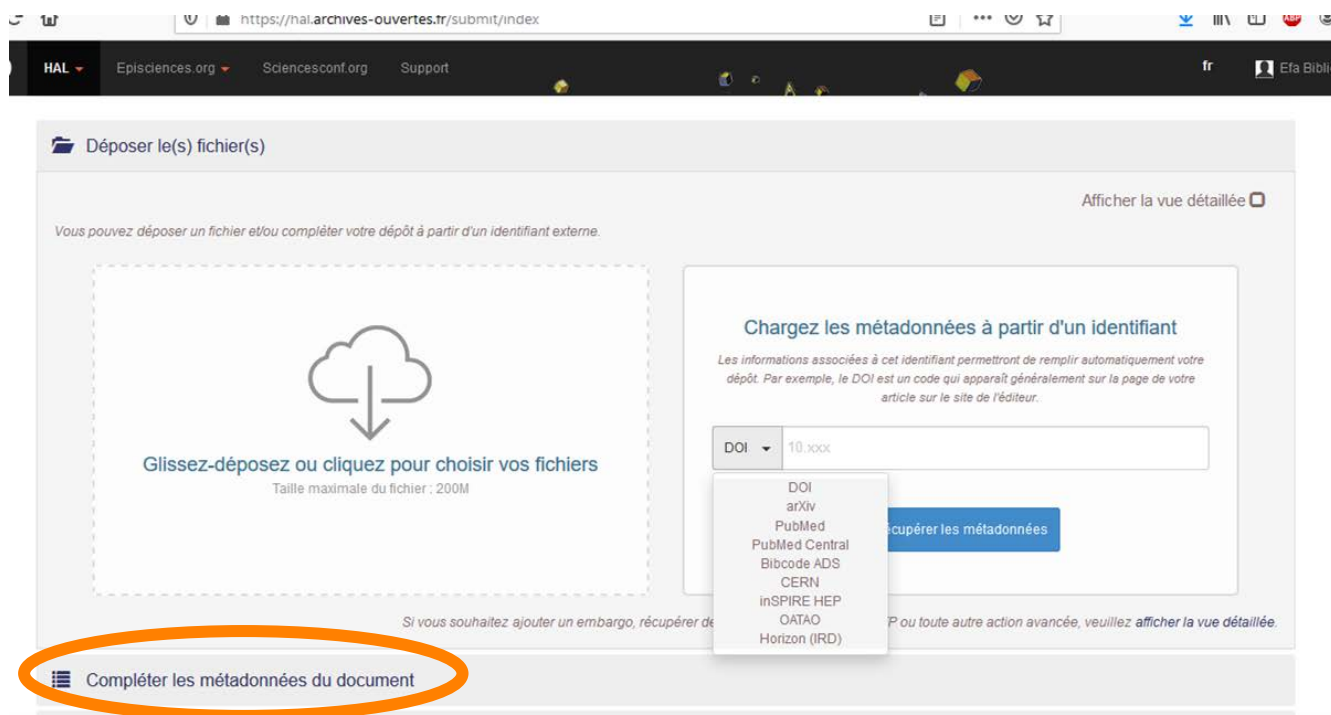 https://hal.archives-ouvertes.fr/submit/index
ABP
HAL Episciences.org Sciencesconf.org Support fr Efa Bibli
Déposer le(s) fichier(s)
Afficher la vue détaillée
Vous pouvez déposer un fichier et/ou compléter votre dépôt à partir d'un identifiant externe.
Glissez-déposez ou cliquez pour choisir vos fichiers
Taille maximale du fichier : 200M
Chargez les métadonnées à partir d'un identifiant
Les informations associées à cet identifiant permettront de remplir automatiquement votre
dépôt. Par exemple, le DOI est un code qui apparaît généralement sur la page de votre
article sur le site de l'éditeur.
DOI 10.xxx
DOI
arXiv
PubMed
PubMed Central
Bibcode ADS
CERN
inSPIRE HEP
OATAO
Horizon (IRD)
écupérer les métadonnées
Si vous souhaitez ajouter un embargo, récupérer de P ou toute autre action avancée, veuillez afficher la vue détaillée.
Compléter les métadonnées du document